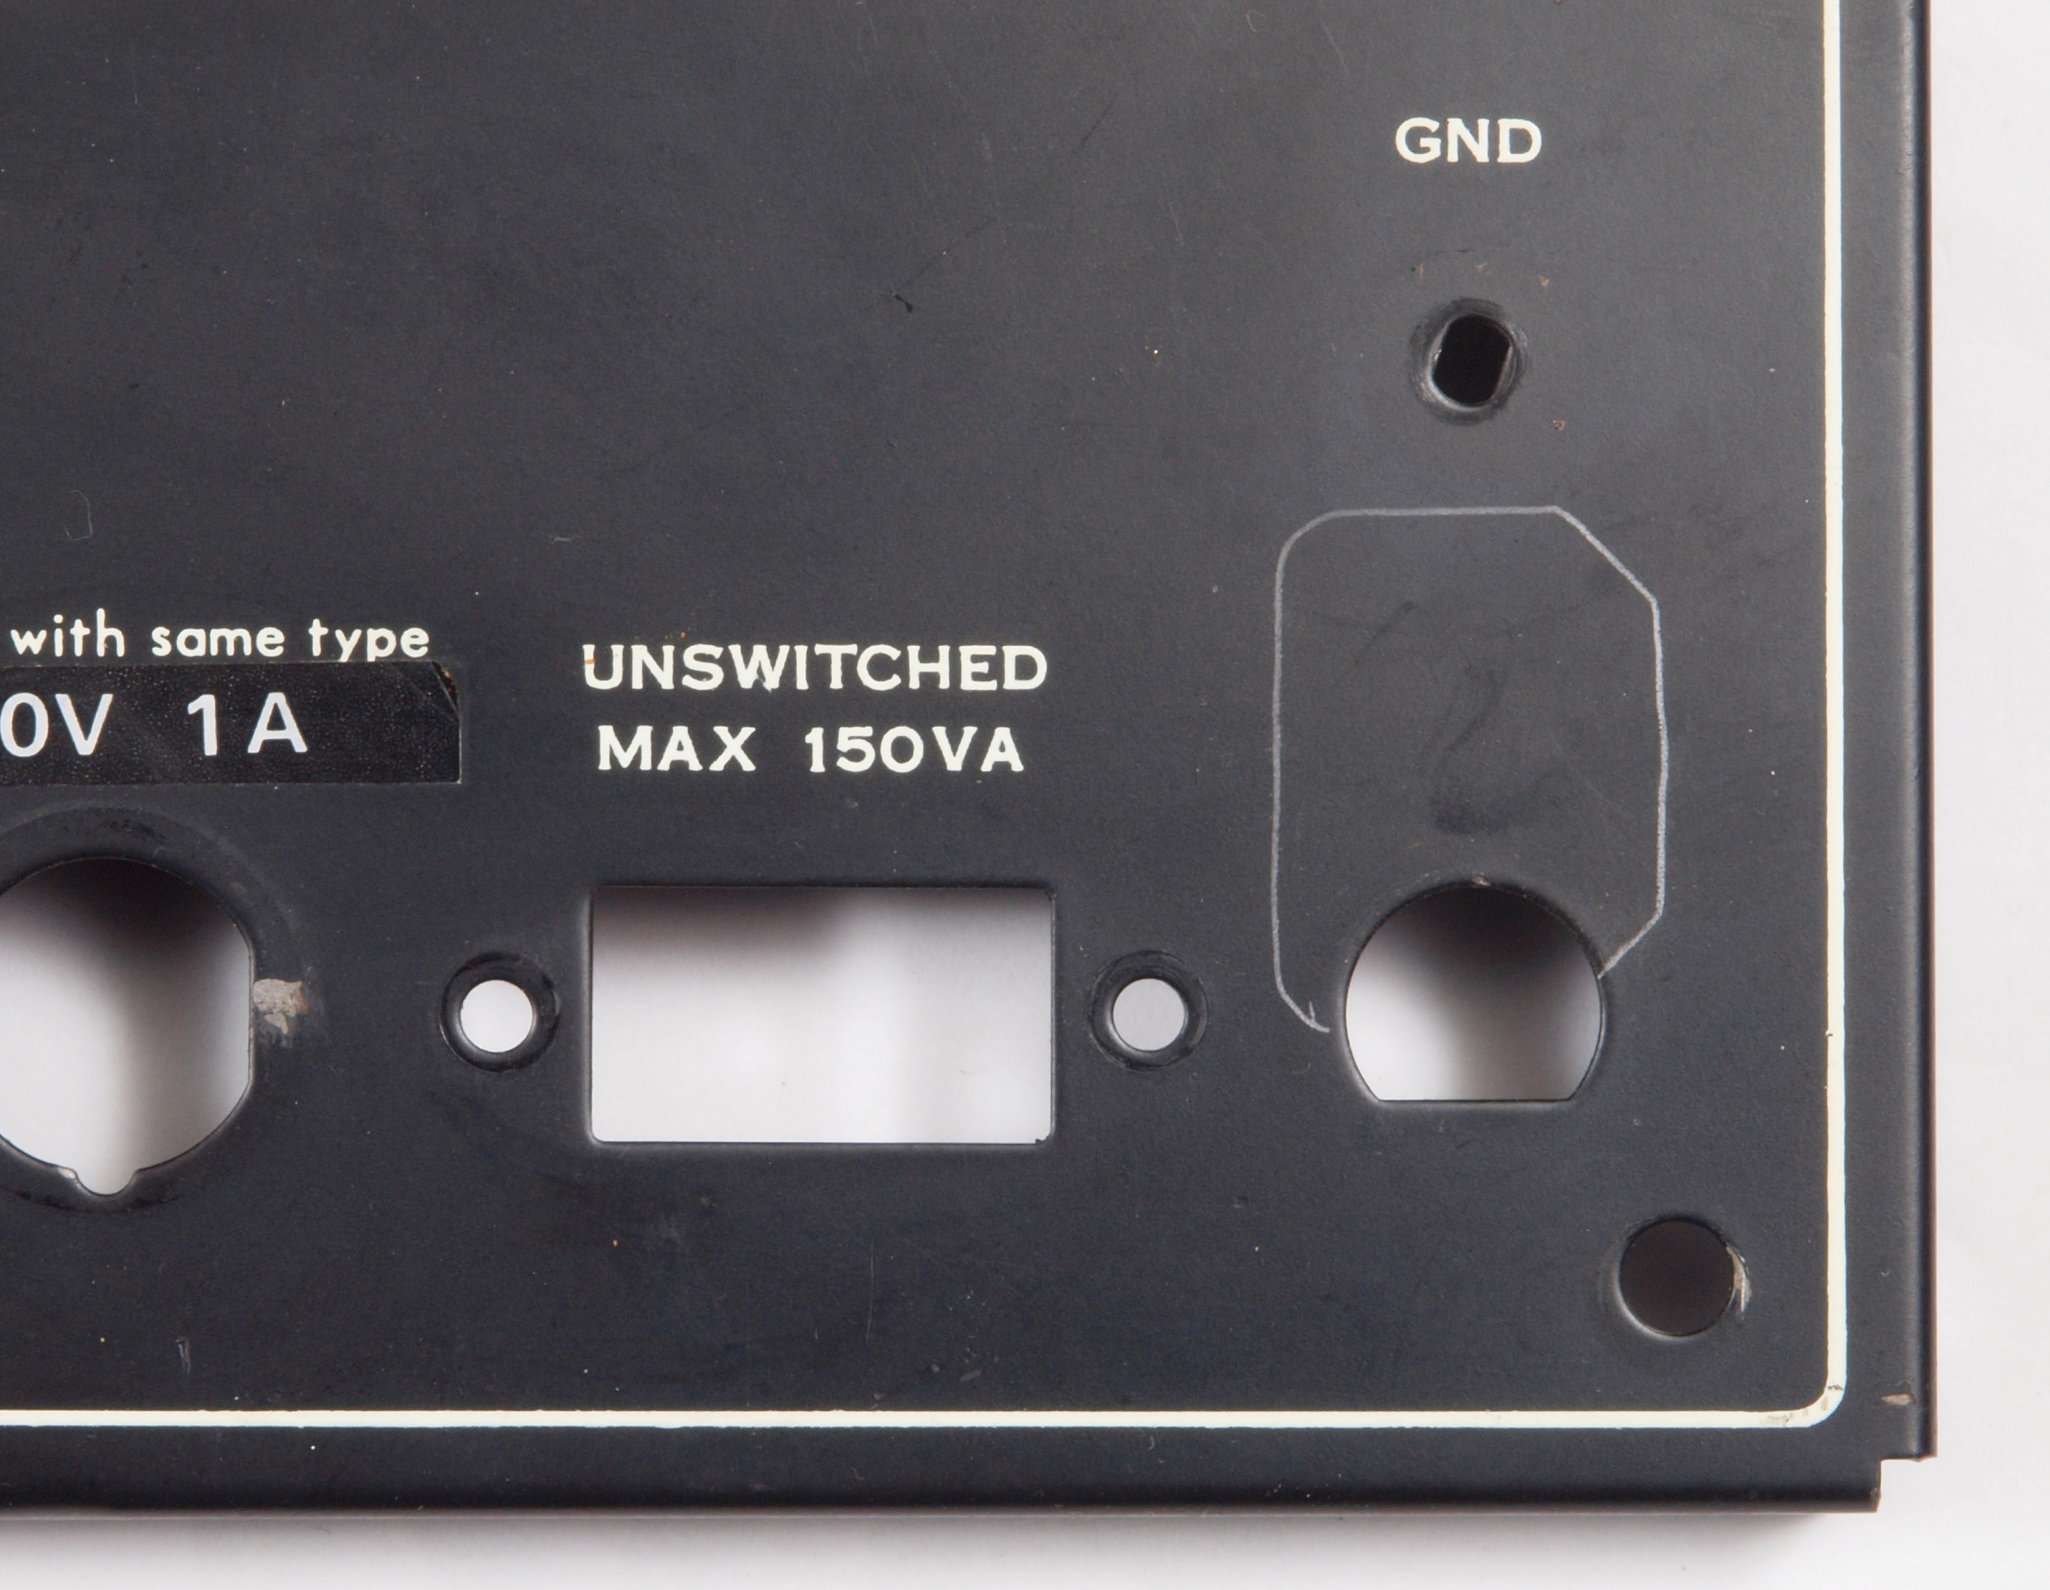 GND
with same type
0V 1A
UNSWITCHED
MAX 150VA